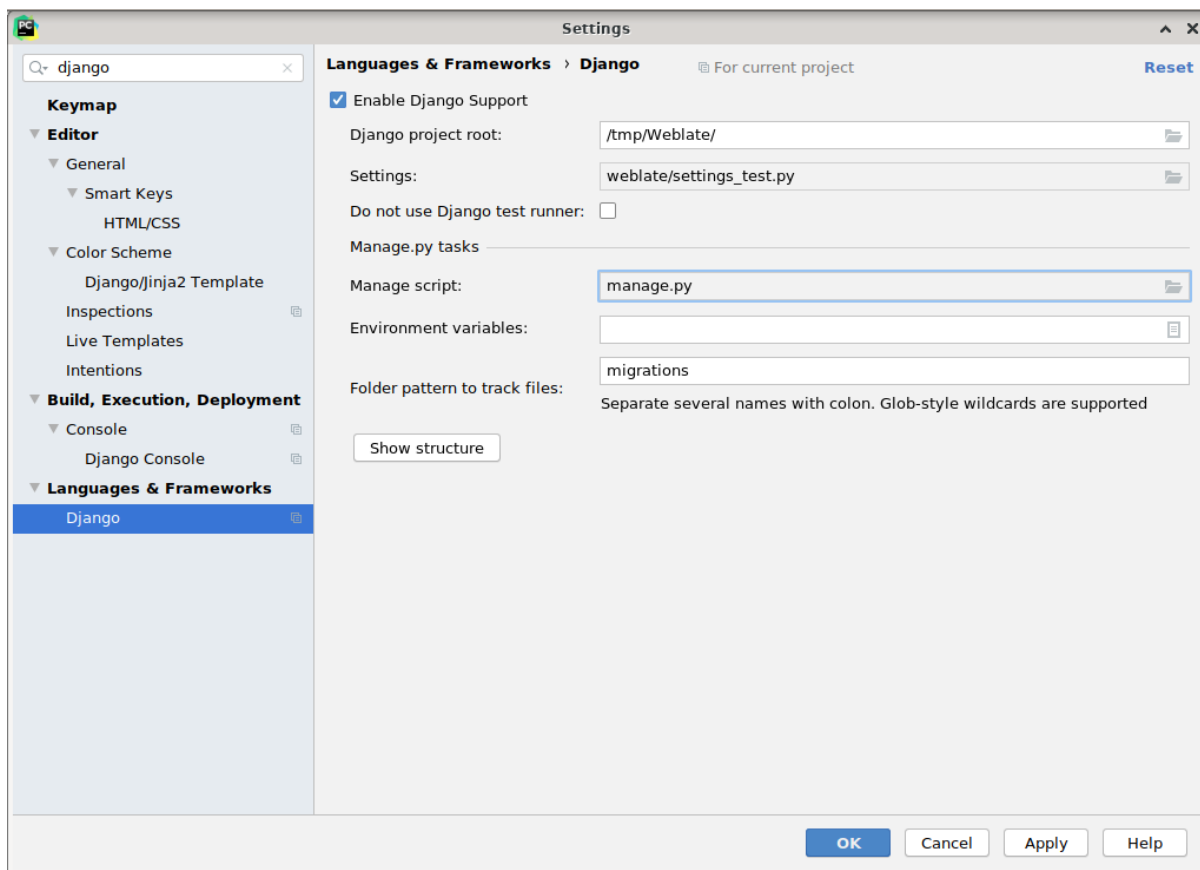 Settings
django
Keymap
Editor
General
Smart Keys
HTML/CSS
Color Scheme
Django/Jinja2 Template
Inspections
Live Templates
Intentions
Build, Execution, Deployment
Console
Django Console
Languages & Frameworks
Django
Languages & Frameworks › Django For current project Reset
Enable Django Support
Django project root: /tmp/Weblate/
Settings: weblate/settings_test.py
Do not use Django test runner:
Manage.py tasks
Manage script: manage.py
Environment variables:
Folder pattern to track files: migrations
Separate several names with colon. Glob-style wildcards are supported
Show structure
OK Cancel Apply Help